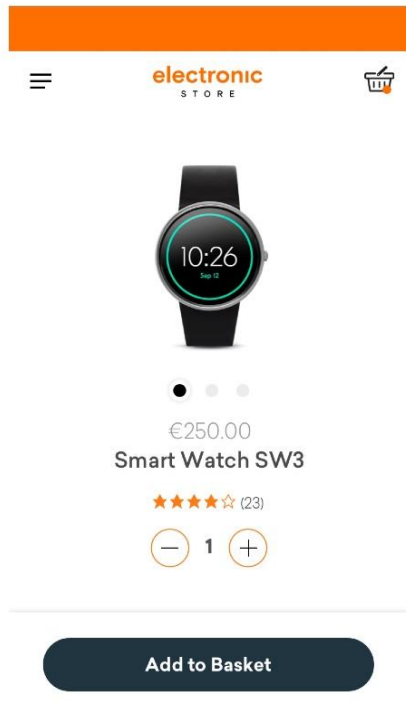 electronic
STORE
10:26
Sep 12
€250.00
Smart Watch SW3
(23)
1
Add to Basket